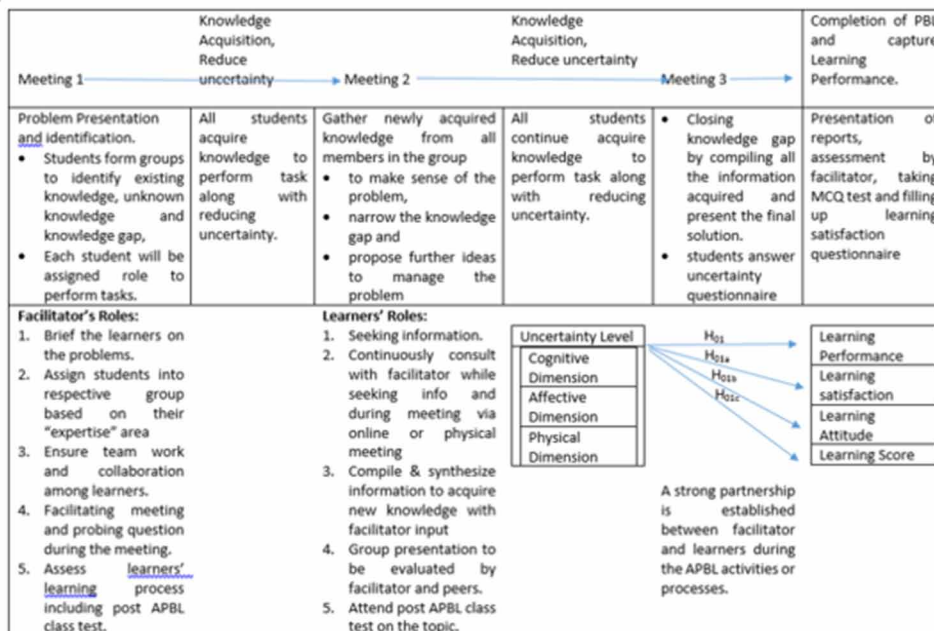 Knowledge
Acquisition,
Reduce
uncertainty
Knowledge
Acquisition,
Reduce uncertainty
Completion of PBL
and capture
Learning
Performance.
Meeting 1
Meeting 2
Meeting 3
Problem Presentation
and identification.
• Students form groups
to identify existing
knowledge, unknown
knowledge and
knowledge gap,
• Each student will be
assigned role to
perform tasks.
All students
acquire
knowledge to
perform task
along with
reducing
uncertainty.
Gather newly acquired
knowledge from all
members in the group
• to make sense of the
problem,
• narrow the knowledge
gap and
• propose further ideas
to manage the
problem
All students
continue acquire
knowledge to
perform task along
with reducing
uncertainty.
• Closing
knowledge gap
by compiling all
the information
acquired and
present the final
solution.
• students answer
uncertainty
questionnaire
Presentation of
reports,
assessment by
facilitator, taking
MCQ test and filling
up learning
satisfaction
questionnaire
Facilitator's Roles:
1. Brief the learners on
the problems.
2. Assign students into
respective group
based on their
"expertise" area
3. Ensure team work
and collaboration
among learners.
4. Facilitating meeting
and probing question
during the meeting.
5. Assess learners'
learning process
including post APBL
class test.
Learners' Roles:
1. Seeking information.
2. Continuously consult
with facilitator while
seeking info and
during meeting via
online or physical
meeting
3. Compile & synthesize
information to acquire
new knowledge with
facilitator input
4. Group presentation to
be evaluated by
facilitator and peers.
5. Attend post APBL class
test on the topic.
Uncertainty Level
Cognitive
Dimension
Affective
Dimension
Physical
Dimension
H01
H01a
H01b
H01c
Learning
Performance
Learning
satisfaction
Learning
Attitude
Learning Score
A strong partnership
is established
between facilitator
and learners during
the APBL activities or
processes.